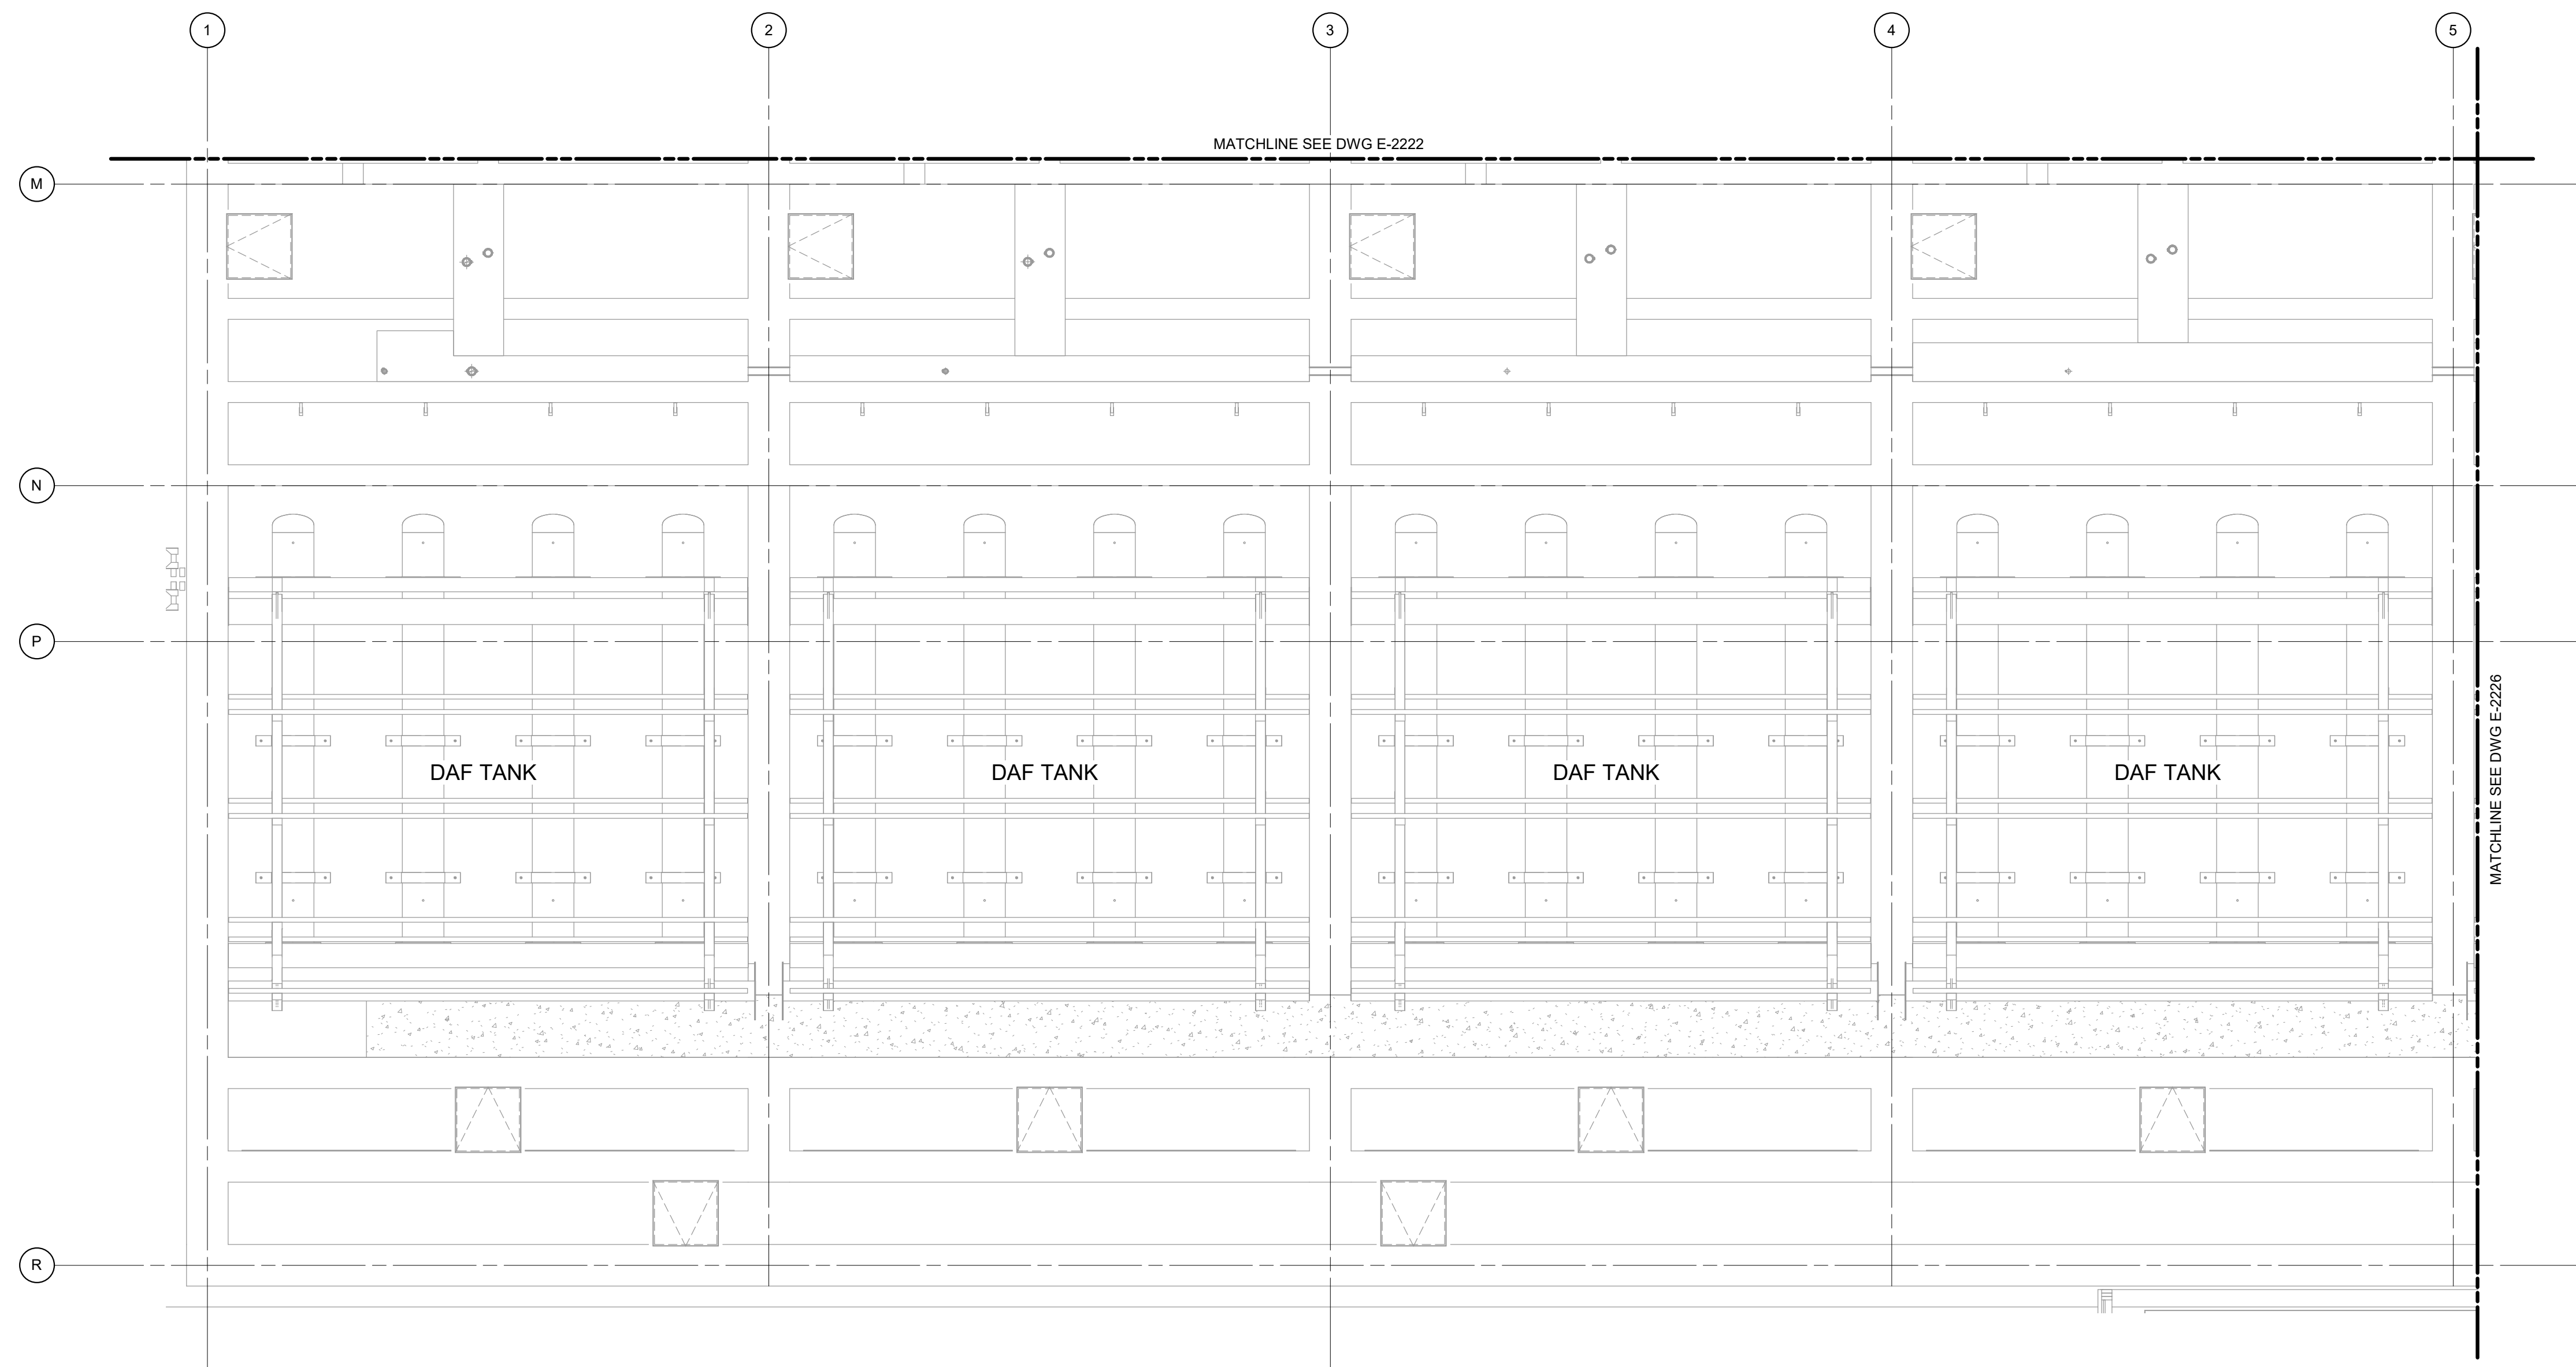 1
2
3
4
5
MATCHLINE SEE DWG E-2222
M
N
P
MATCHLINE SEE DWG E-2226
DAF TANK
DAF TANK
DAF TANK
DAF TANK
R